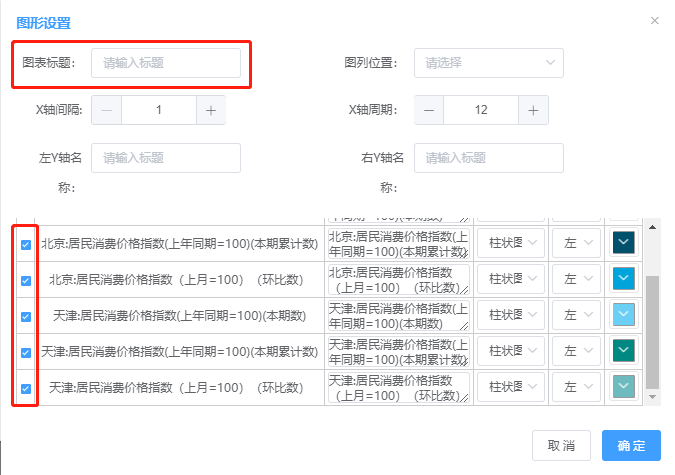 图形设置
图表标题: 请输入标题 图列位置: 请选择
X轴间隔: 1 X轴周期: 12
左Y轴名称: 请输入标题 右Y轴名称: 请输入标题
北京:居民消费价格指数(上年同期=100)(本期累计数) 北京:居民消费价格指数(上年同期=100)(本期累计数) 柱状图 左
北京:居民消费价格指数（上月=100）（环比数） 北京:居民消费价格指数（上月=100）（环比数） 柱状图 左
天津:居民消费价格指数(上年同期=100)(本期数) 天津:居民消费价格指数(上年同期=100)(本期数) 柱状图 左
天津:居民消费价格指数(上年同期=100)(本期累计数) 天津:居民消费价格指数(上年同期=100)(本期累计数) 柱状图 左
天津:居民消费价格指数（上月=100）（环比数） 天津:居民消费价格指数（上月=100）（环比数） 柱状图 左
取消 确定